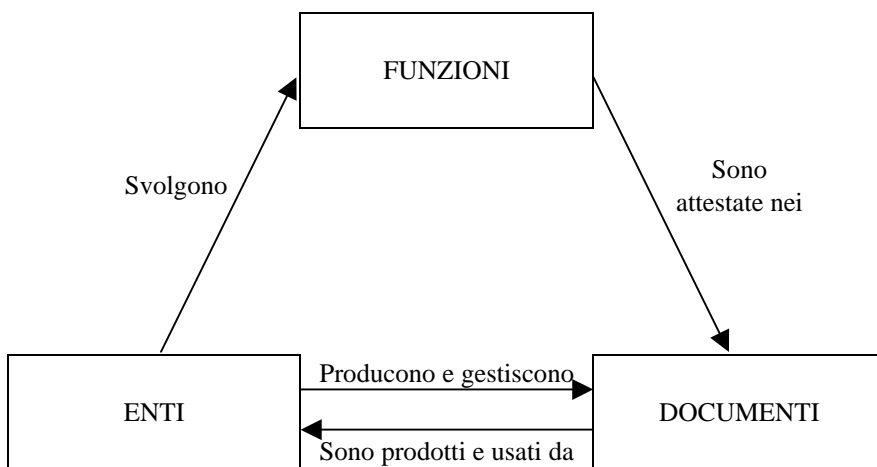 FUNZIONI
Svolgono
Sono
attestate nei
Producono e gestiscono
ENTI
DOCUMENTI
Sono prodotti e usati da